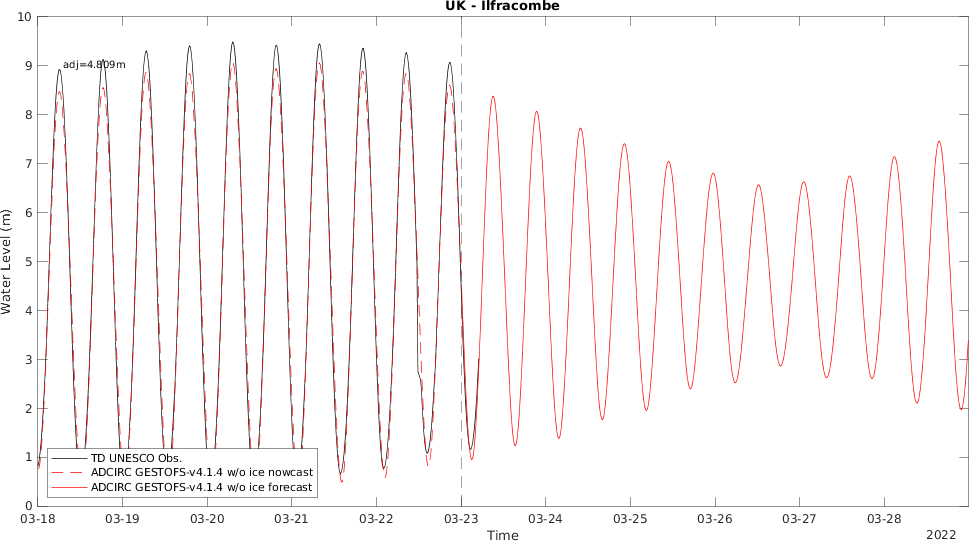 UK - Ilfracombe
10
9
8
7
6
5
4
3
2
1
0
Water Level (m)
adj=4.809m
TD UNESCO Obs.
ADCIRC GESTOFS-v4.1.4 w/o ice nowcast
ADCIRC GESTOFS-v4.1.4 w/o ice forecast
03-18 03-19 03-20 03-21 03-22 03-23 03-24 03-25 03-26 03-27 03-28
Time
2022